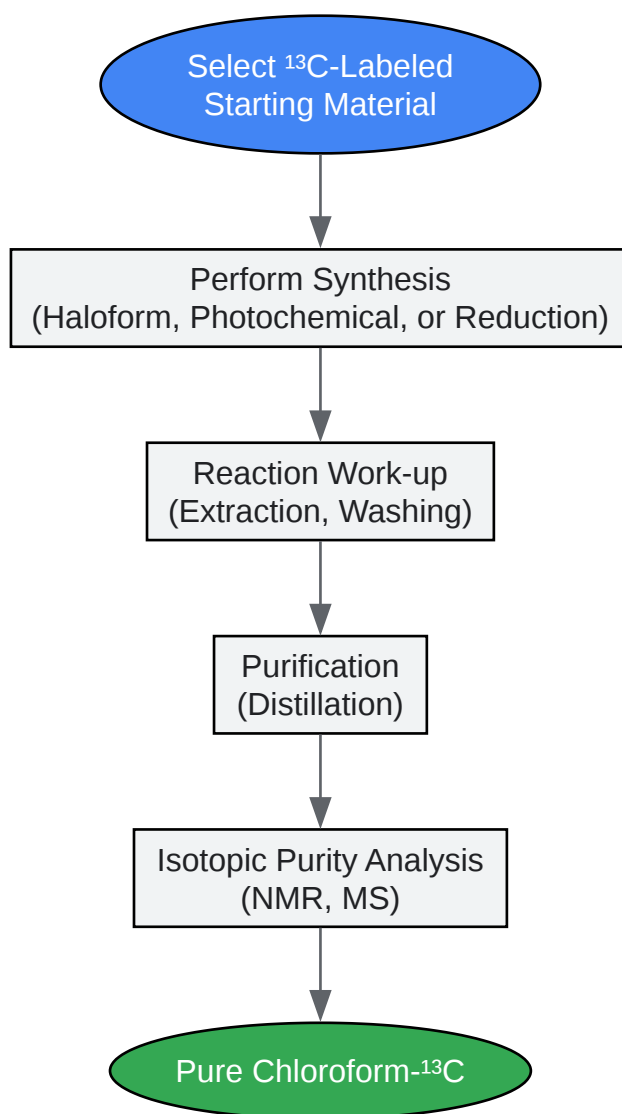 Select ¹³C-Labeled
Starting Material
Perform Synthesis
(Haloform, Photochemical, or Reduction)
Reaction Work-up
(Extraction, Washing)
Purification
(Distillation)
Isotopic Purity Analysis
(NMR, MS)
Pure Chloroform-¹³C